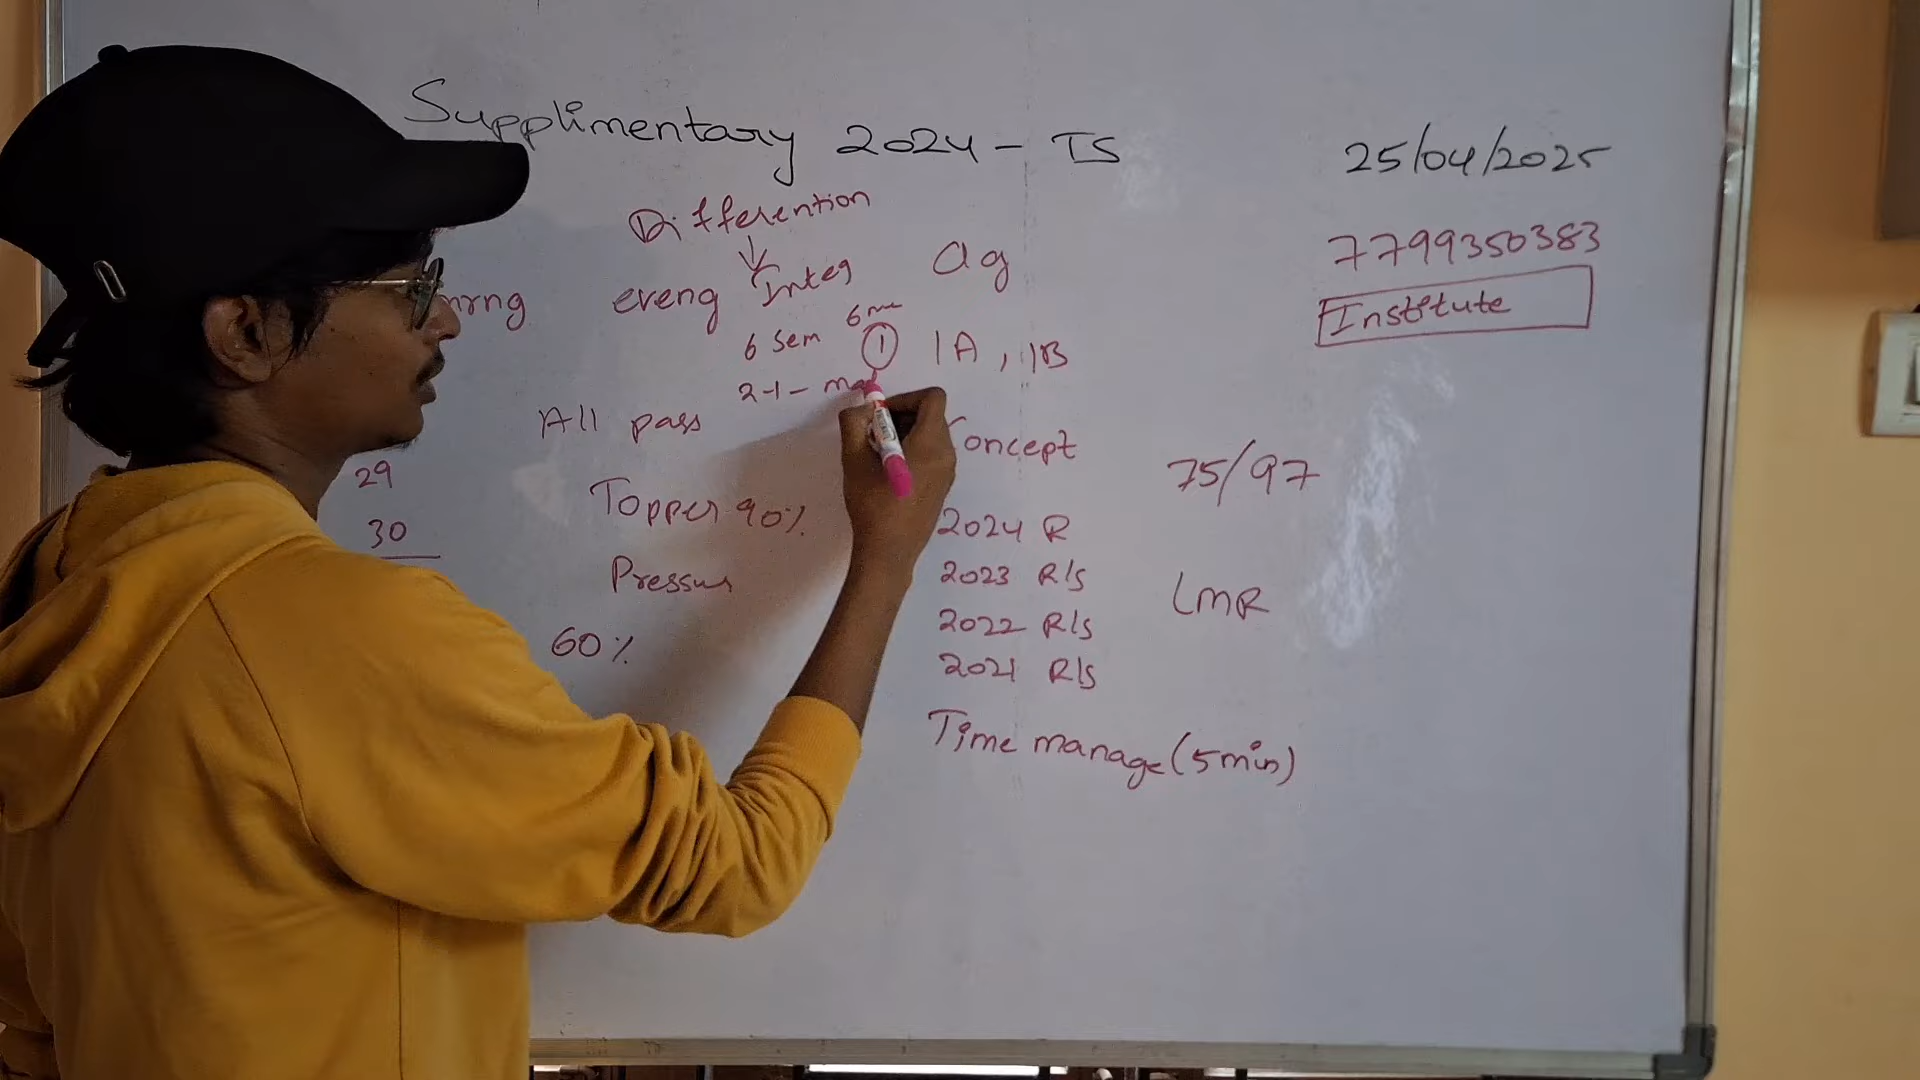 Supplimentary 2024 - TS
25/04/2025
Differention
7799350383
Integ
Ag
eveng
Institute
6 Sem
1
1A, 1B
2-1-
All pass
Concept
29
75/97
Topper 90%
30
2024 R
Pressur
2023 R/S
LMR
2022 R/S
60%
2021 R/S
Time manage (5min)